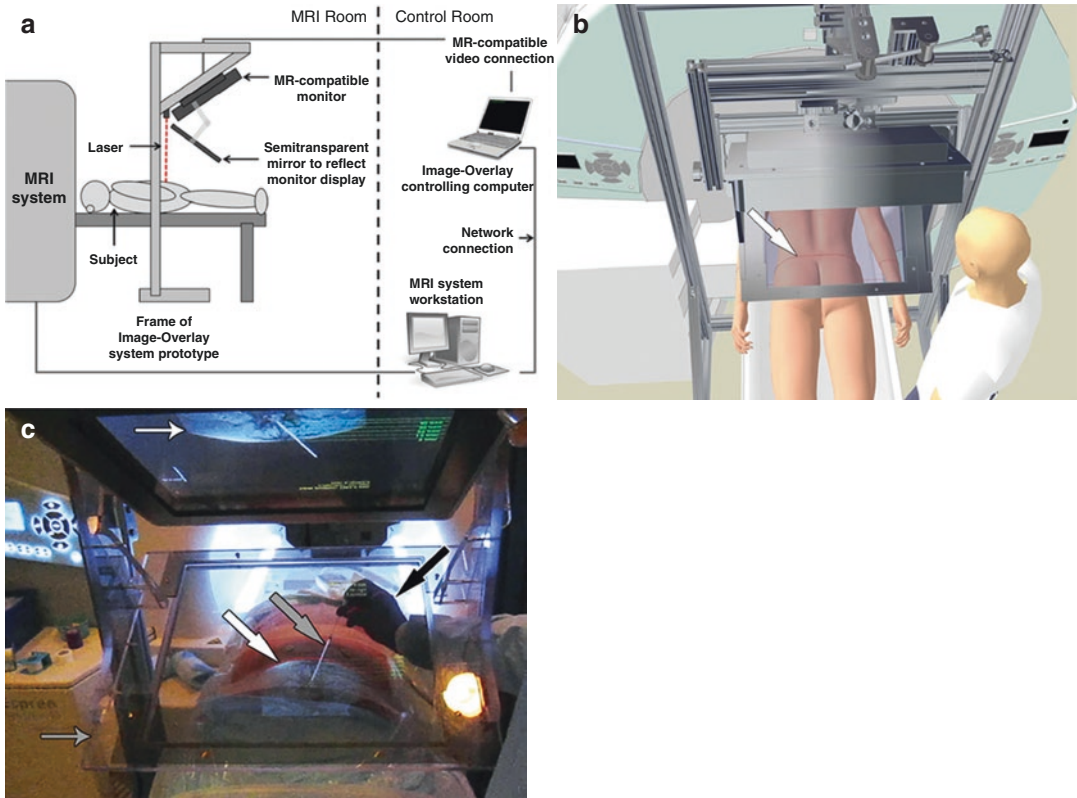 a
MRI Room
Control Room
MR-compatible
video connection
MR-compatible
monitor
Laser
Semitransparent
mirror to reflect
monitor display
MRI
system
Image-Overlay
controlling computer
Subject
Network
connection
MRI system
workstation
Frame of
Image-Overlay
system prototype
b
c